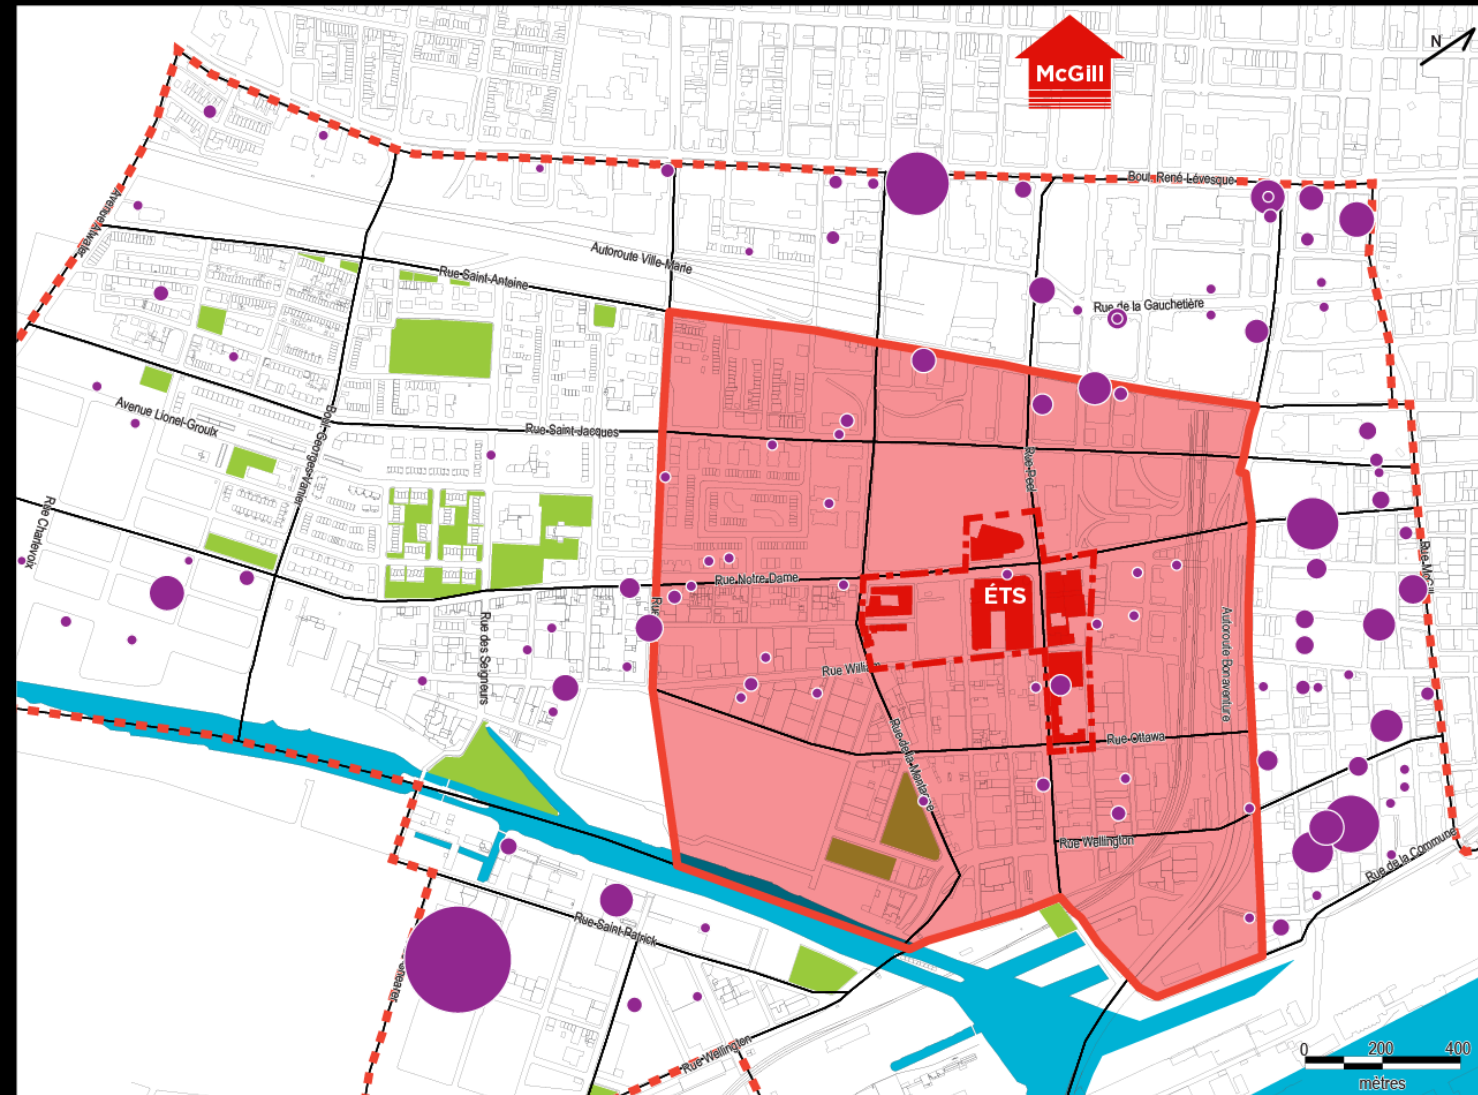 N
McGill
Boul. René-Lévesque
Avenue Atwater
Autoroute Ville-Marie
Rue Saint-Antoine
Rue de la Gauchetière
Avenue Lionel-Groulx
Boul. Georges-Vanier
Rue Saint-Jacques
Rue Peel
Rue Charlevoix
Rue Notre Dame
ÉTS
Rue McGill
Rue
Rue des Seigneurs
Rue William
Autoroute Bonaventure
Rue de la Montagne
Rue Ottawa
Rue Wellington
Rue de la Commune
Rue Saint-Patrick
Rue Wellington
0 200 400
mètres